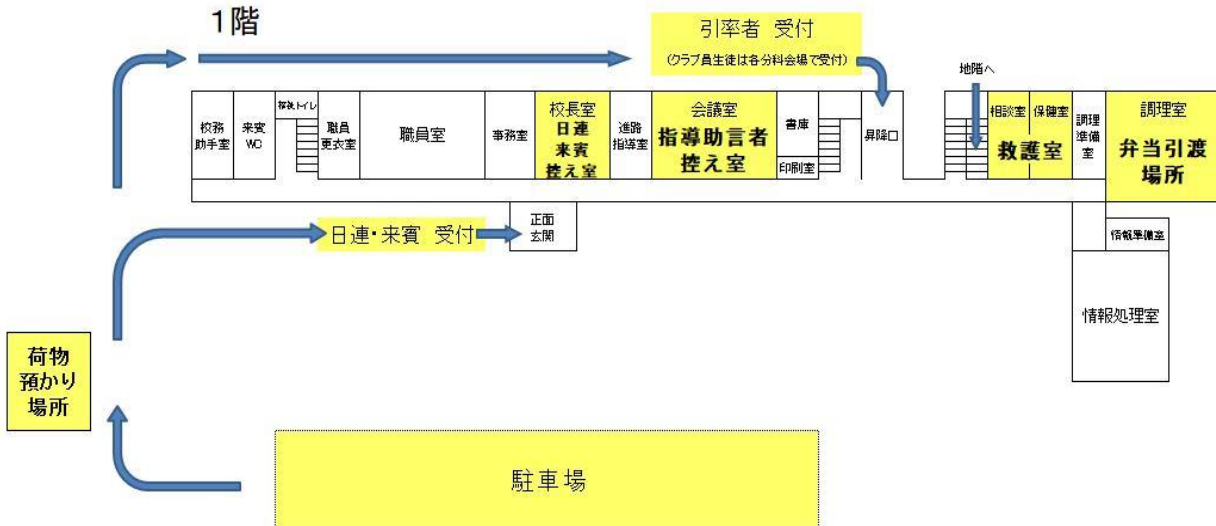 1階
引率者 受付
(クラブ員生徒は各分科会場で受付)
地階へ
校務
助手室
来賓
WC
職員
更衣室
職員室
事務室
校長室
日連
来賓
控え室
進路
指導室
会議室
指導助言者
控え室
書庫
印刷室
昇降口
相談室
保健室
救護室
調理
準備
室
調理室
弁当引渡
場所
日連・来賓 受付
正面
玄関
情報準備室
情報処理室
荷物
預かり
場所
駐車場